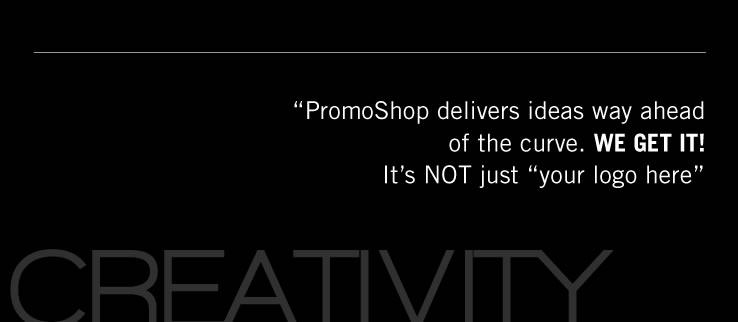 “PromoShop delivers ideas way ahead
of the curve. WE GET IT!
It’s NOT just “your logo here”
CREATIVITY